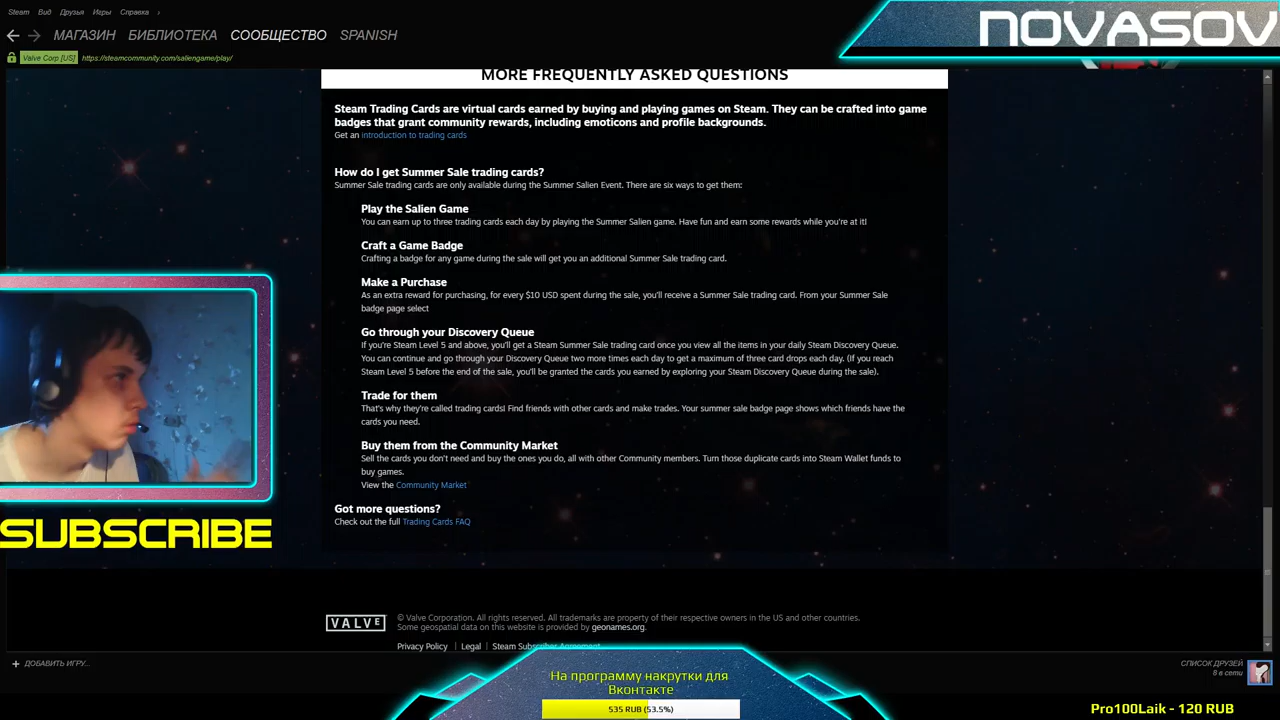 Steam Вид Друзья Игры Справка ›
NOVASOV
МАГАЗИН БИБЛИОТЕКА СООБЩЕСТВО SPANISH
Valve Corp [US] https://steamcommunity.com/saliengame/play/
MORE FREQUENTLY ASKED QUESTIONS
Steam Trading Cards are virtual cards earned by buying and playing games on Steam. They can be crafted into game
badges that grant community rewards, including emoticons and profile backgrounds.
Get an introduction to trading cards
How do I get Summer Sale trading cards?
Summer Sale trading cards are only available during the Summer Salien Event. There are six ways to get them:
Play the Salien Game
You can earn up to three trading cards each day by playing the Summer Salien game. Have fun and earn some rewards while you're at it!
Craft a Game Badge
Crafting a badge for any game during the sale will get you an additional Summer Sale trading card.
Make a Purchase
As an extra reward for purchasing, for every $10 USD spent during the sale, you'll receive a Summer Sale trading card. From your Summer Sale
badge page select
Go through your Discovery Queue
If you're Steam Level 5 and above, you'll get a Steam Summer Sale trading card once you view all the items in your daily Steam Discovery Queue.
You can continue and go through your Discovery Queue two more times each day to get a maximum of three card drops each day. (If you reach
Steam Level 5 before the end of the sale, you'll be granted the cards you earned by exploring your Steam Discovery Queue during the sale).
Trade for them
That's why they're called trading cards! Find friends with other cards and make trades. Your summer sale badge page shows which friends have the
cards you need.
Buy them from the Community Market
Sell the cards you don't need and buy the ones you do, all with other Community members. Turn those duplicate cards into Steam Wallet funds to
buy games.
View the Community Market
Got more questions?
Check out the full Trading Cards FAQ
SUBSCRIBE
VALVE
© Valve Corporation. All rights reserved. All trademarks are property of their respective owners in the US and other countries.
Some geospatial data on this website is provided by geonames.org.
Privacy Policy | Legal | Steam Subscriber Agreement
+ ДОБАВИТЬ ИГРУ...
СПИСОК ДРУЗЕЙ
8 в сети
На программу накрутки для
Вконтакте
535 RUB (53.5%)
Pro100Laik - 120 RUB